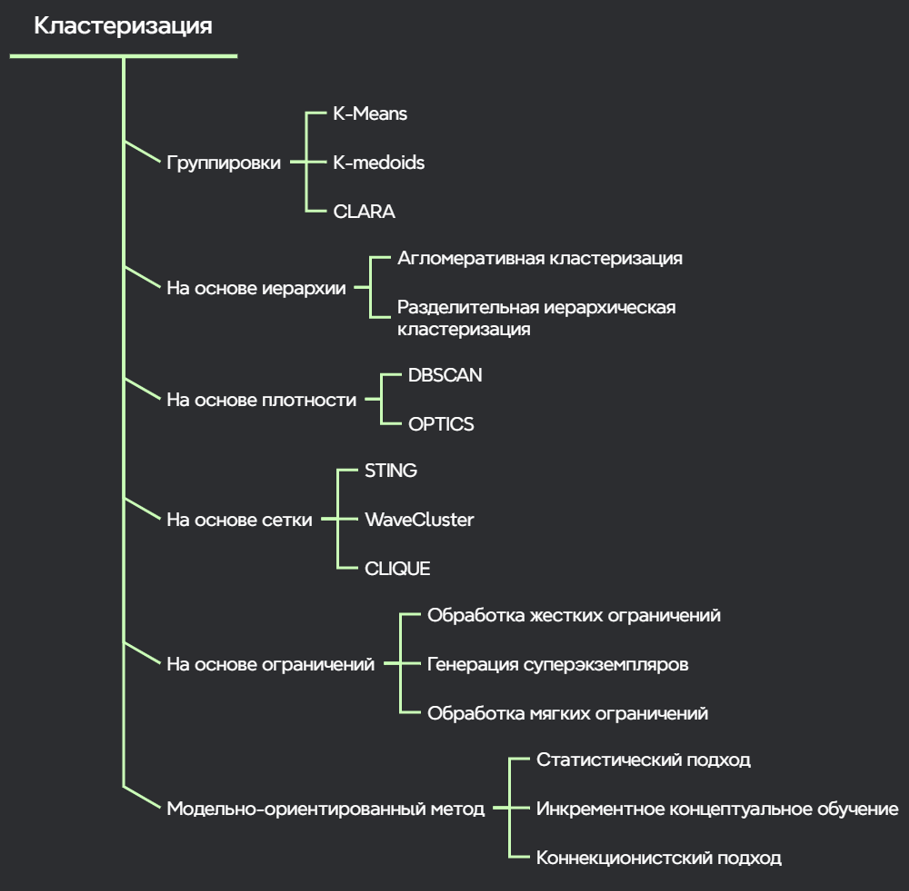 Кластеризация
K-Means
Группировки
K-medoids
CLARA
Агломеративная кластеризация
На основе иерархии
Разделительная иерархическая
кластеризация
DBSCAN
На основе плотности
OPTICS
STING
На основе сетки
WaveCluster
CLIQUE
Обработка жестких ограничений
На основе ограничений
Генерация суперэкземпляров
Обработка мягких ограничений
Статистический подход
Модельно-ориентированный метод
Инкрементное концептуальное обучение
Коннекционистский подход